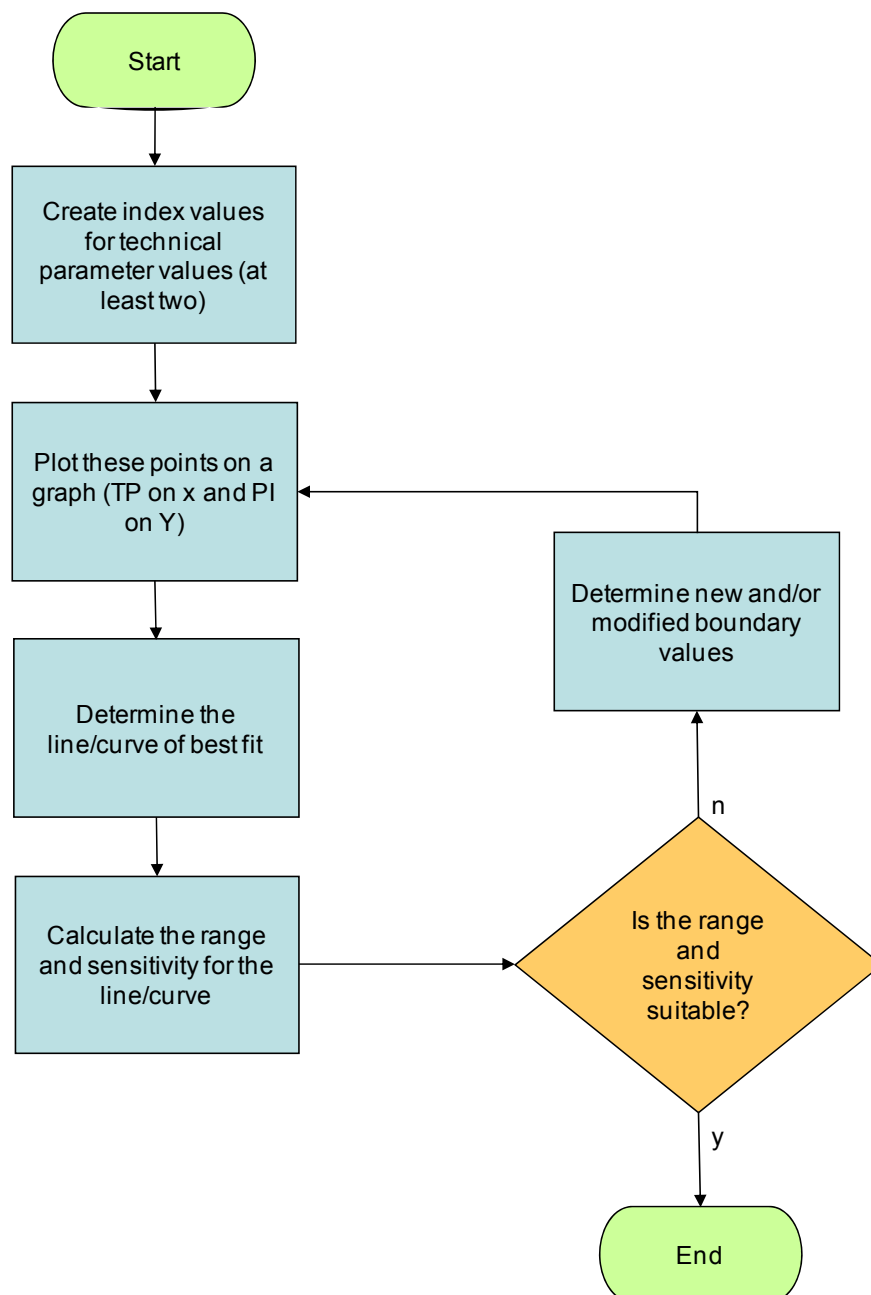 Start
Create index values
for technical
parameter values (at
least two)
Plot these points on a
graph (TP on x and PI
on Y)
Determine new and/or
modified boundary
values
Determine the
line/curve of best fit
n
Calculate the range
and sensitivity for the
line/curve
Is the range
and
sensitivity
suitable?
y
End